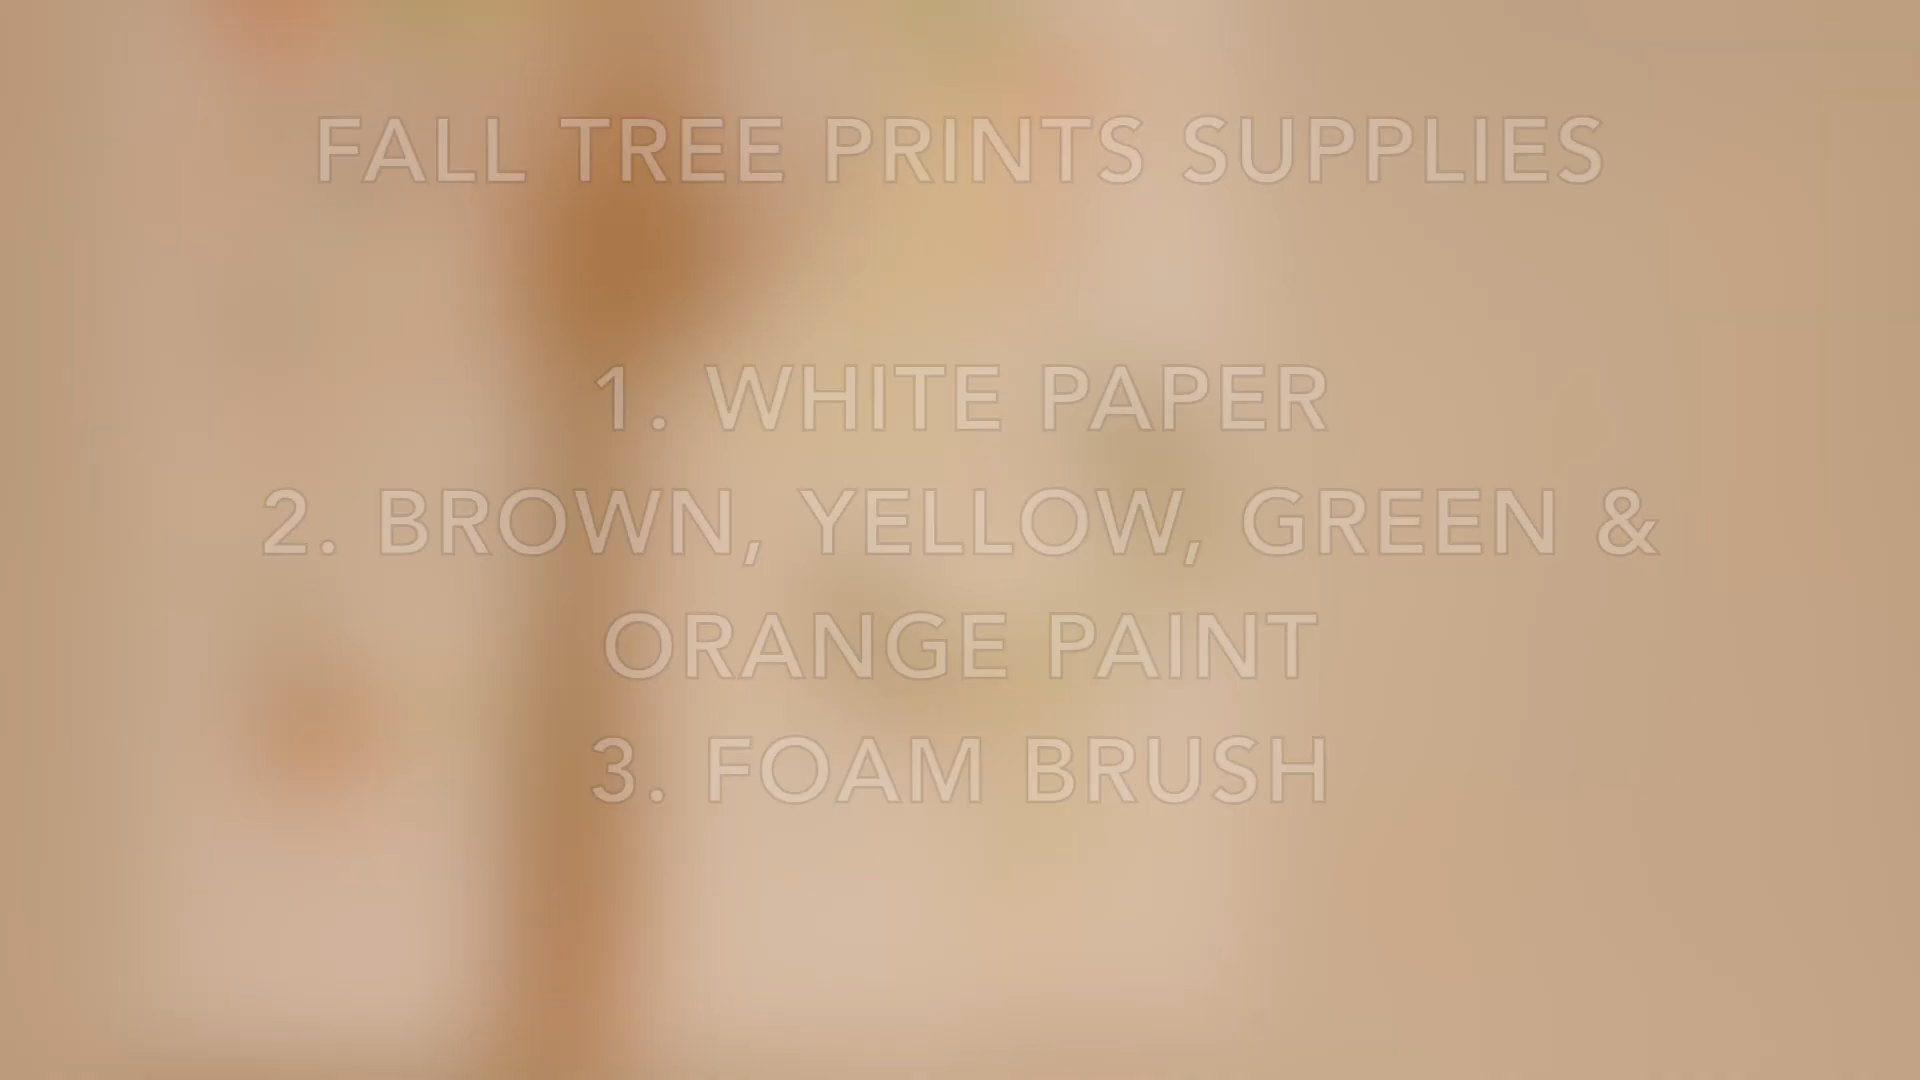 FALL TREE PRINTS SUPPLIES
1. WHITE PAPER
2. BROWN, YELLOW, GREEN &
ORANGE PAINT
3. FOAM BRUSH